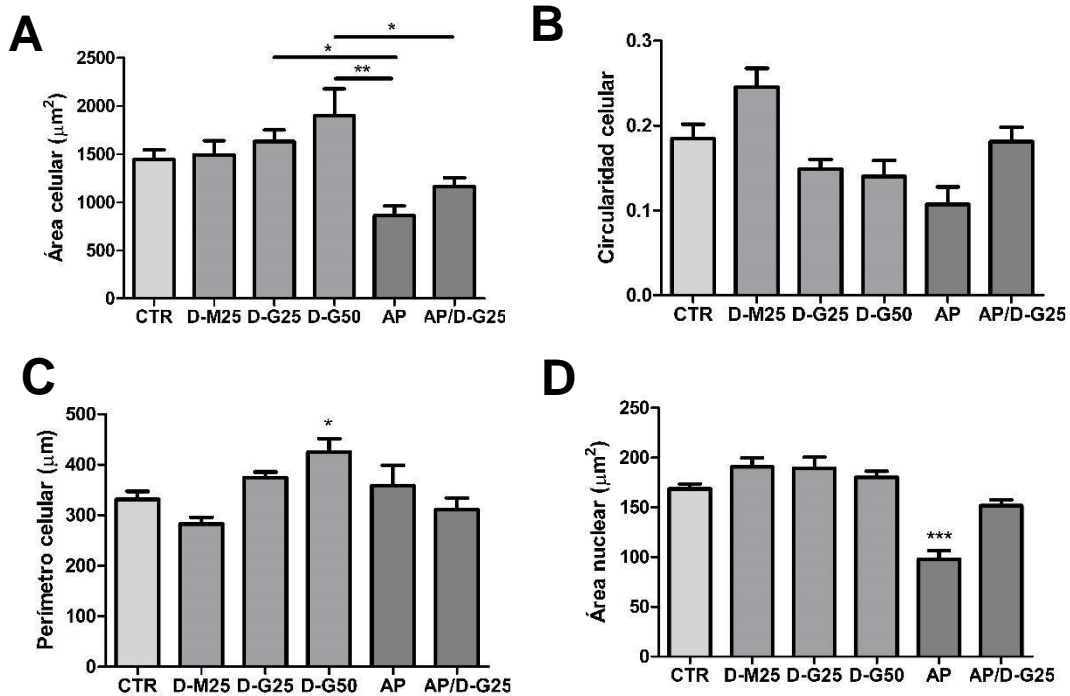 A
*
*
**
Área celular (µm²)
2500
2000
1500
1000
500
0
CTR D-M25 D-G25 D-G50 AP AP/D-G25
B
Circularidad celular
0.3
0.2
0.1
0.0
CTR D-M25 D-G25 D-G50 AP AP/D-G25
C
*
Perímetro celular (µm)
500
400
300
200
100
0
CTR D-M25 D-G25 D-G50 AP AP/D-G25
D
***
Área nuclear (µm²)
250
200
150
100
50
0
CTR D-M25 D-G25 D-G50 AP AP/D-G25